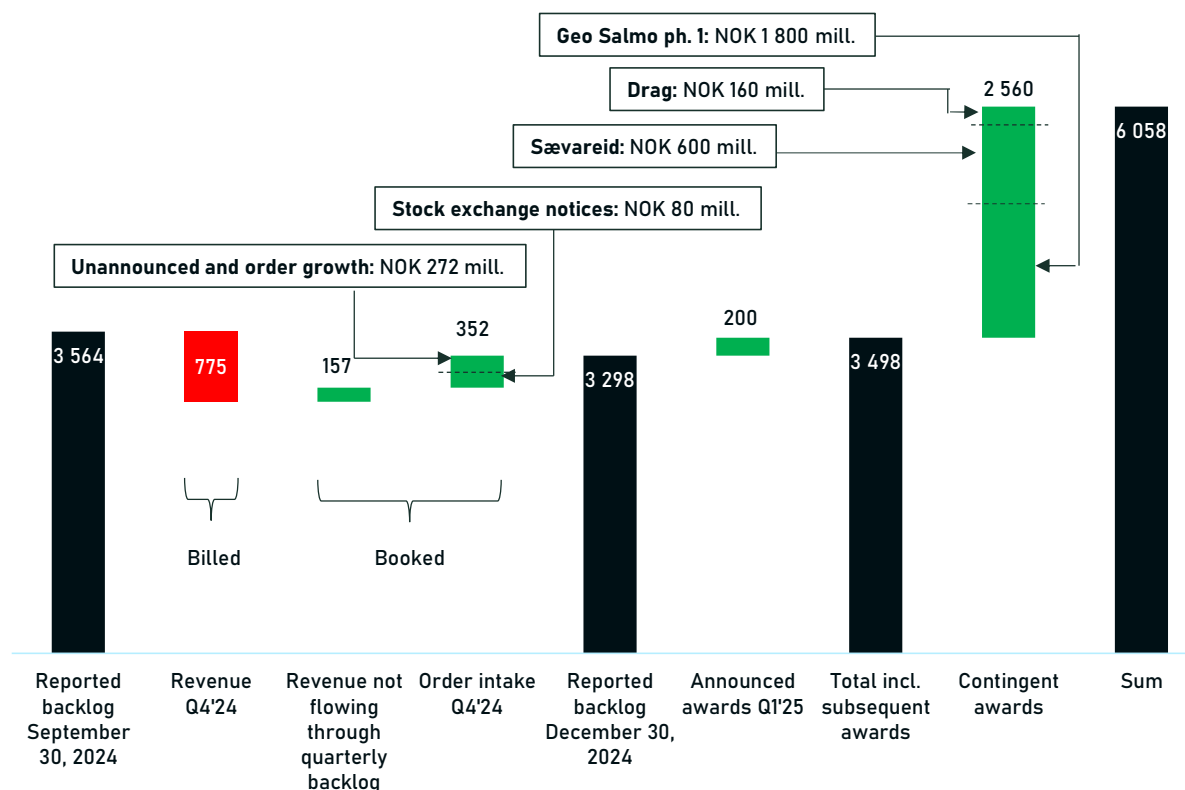 Geo Salmo ph. 1: NOK 1 800 mill.
Drag: NOK 160 mill.
2 560
Sævareid: NOK 600 mill.
6 058
Stock exchange notices: NOK 80 mill.
Unannounced and order growth: NOK 272 mill.
3 564
775
157
352
3 298
200
3 498
Billed
Booked
Reported
backlog
September
30, 2024
Revenue
Q4'24
Revenue not
flowing
through
quarterly
backlog
Order intake
Q4'24
Reported
backlog
December 30,
2024
Announced
awards Q1'25
Total incl.
subsequent
awards
Contingent
awards
Sum